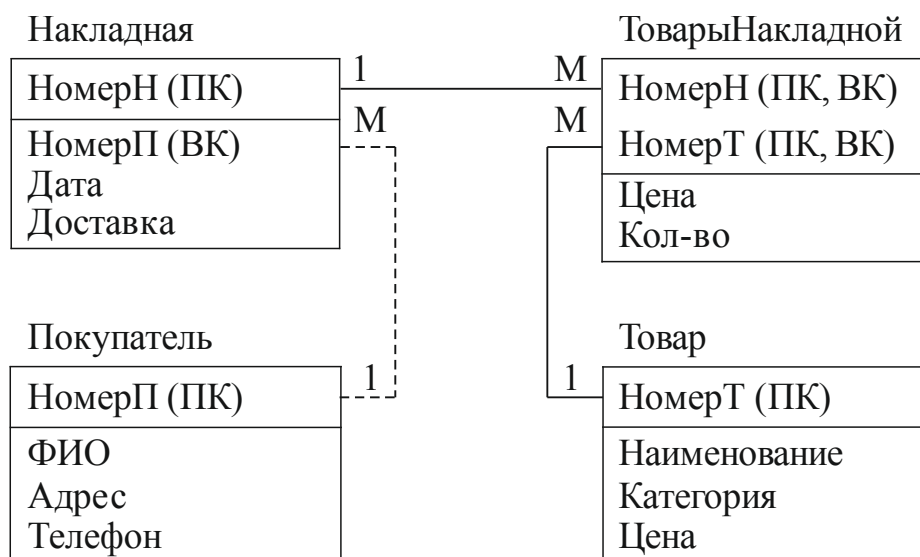 Накладная
НомерН (ПК)
НомерП (ВК)
Дата
Доставка
1
М
М
М
ТоварыНакладной
НомерН (ПК, ВК)
НомерТ (ПК, ВК)
Цена
Кол-во
Покупатель
НомерП (ПК)
ФИО
Адрес
Телефон
1
1
Товар
НомерТ (ПК)
Наименование
Категория
Цена